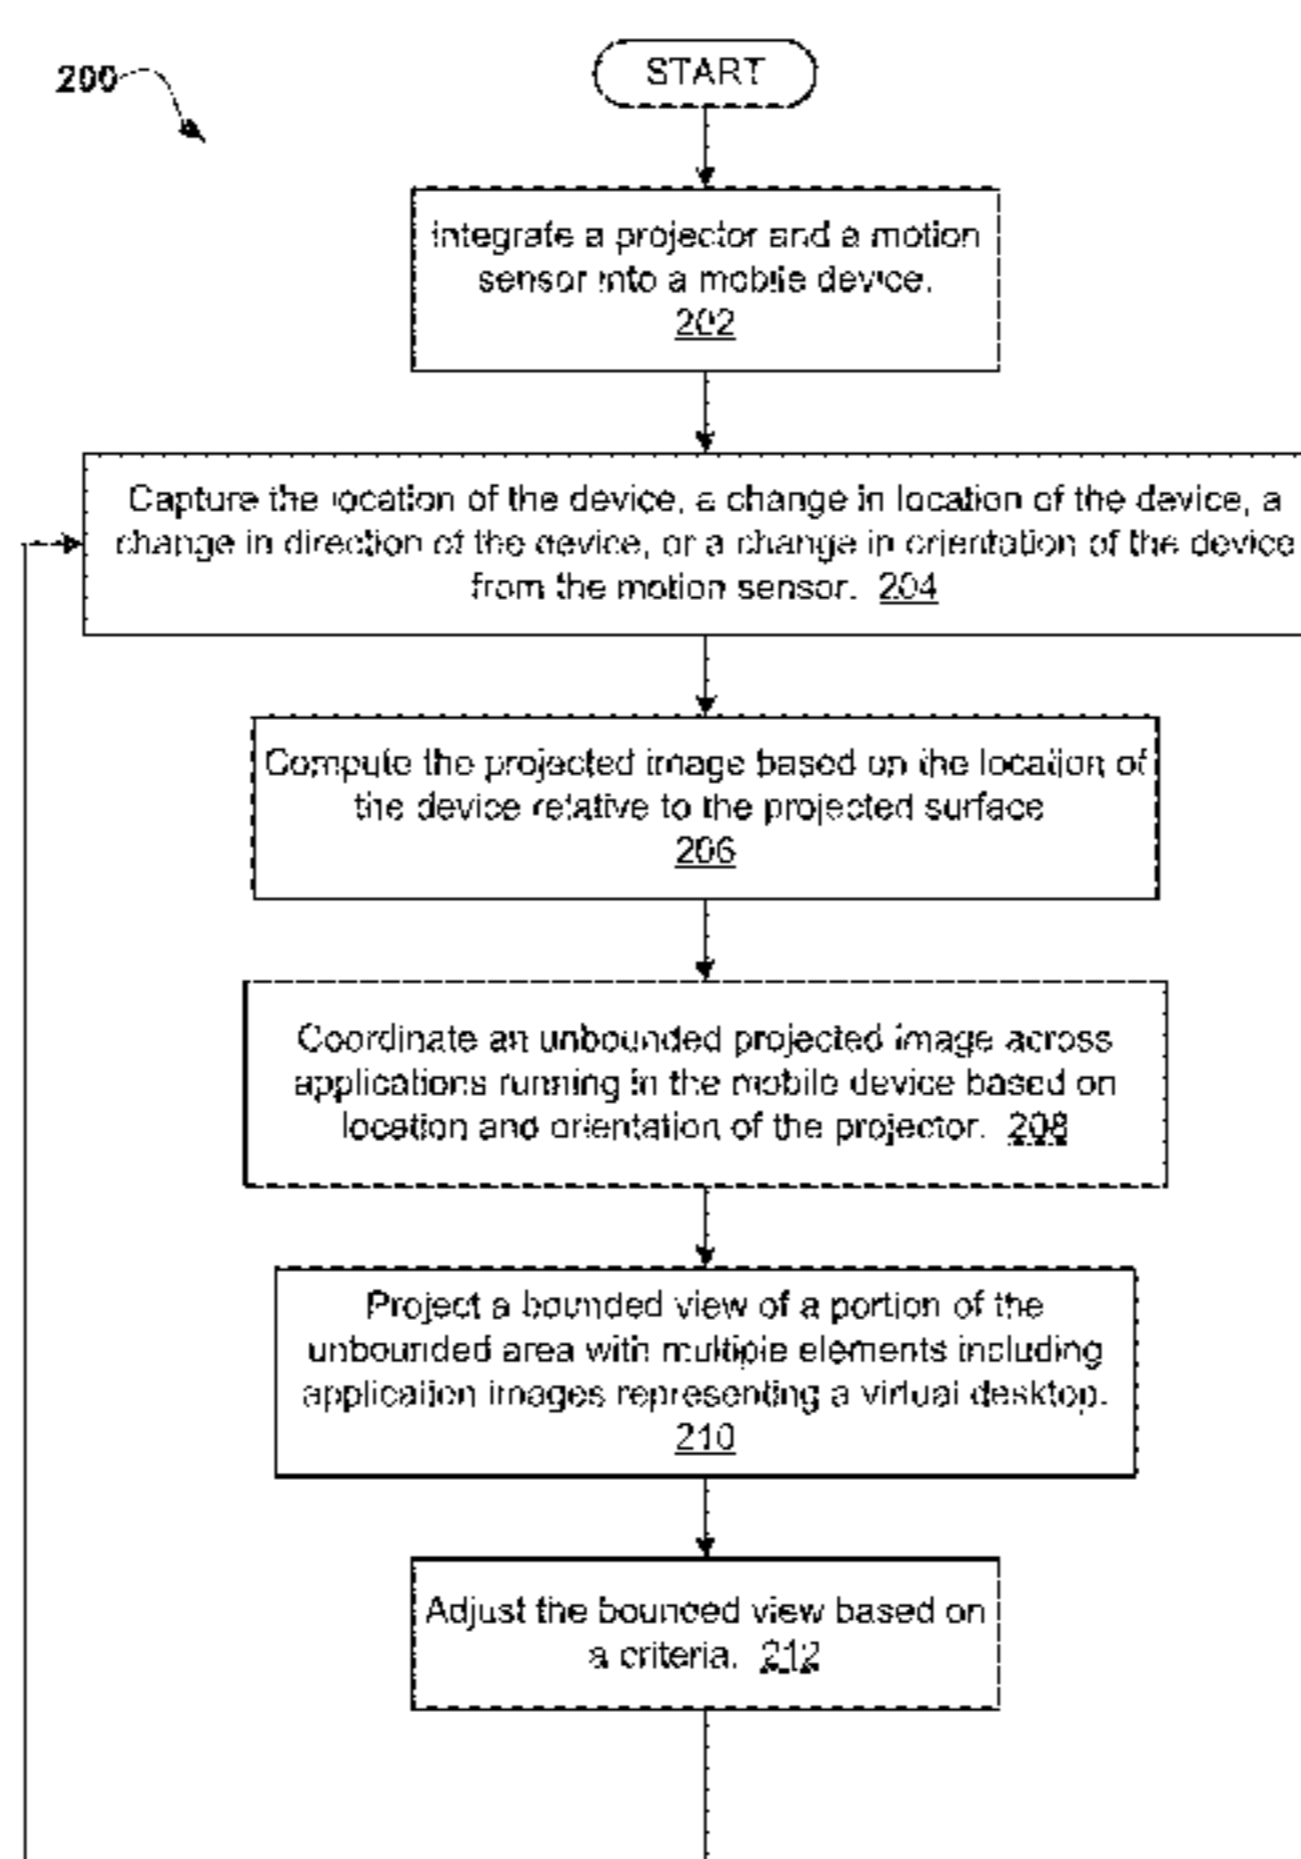 200
START
Integrate a projector and a motion
sensor into a mobile device.
202
Capture the location of the device, a change in location of the device, a
change in direction of the device, or a change in orientation of the device
from the motion sensor. 204
Compute the projected image based on the location of
the device relative to the projected surface
206
Coordinate an unbounded projected image across
applications running in the mobile device based on
location and orientation of the projector. 208
Project a bounded view of a portion of the
unbounded area with multiple elements including
application images representing a virtual desktop.
210
Adjust the bounded view based on
a criteria. 212